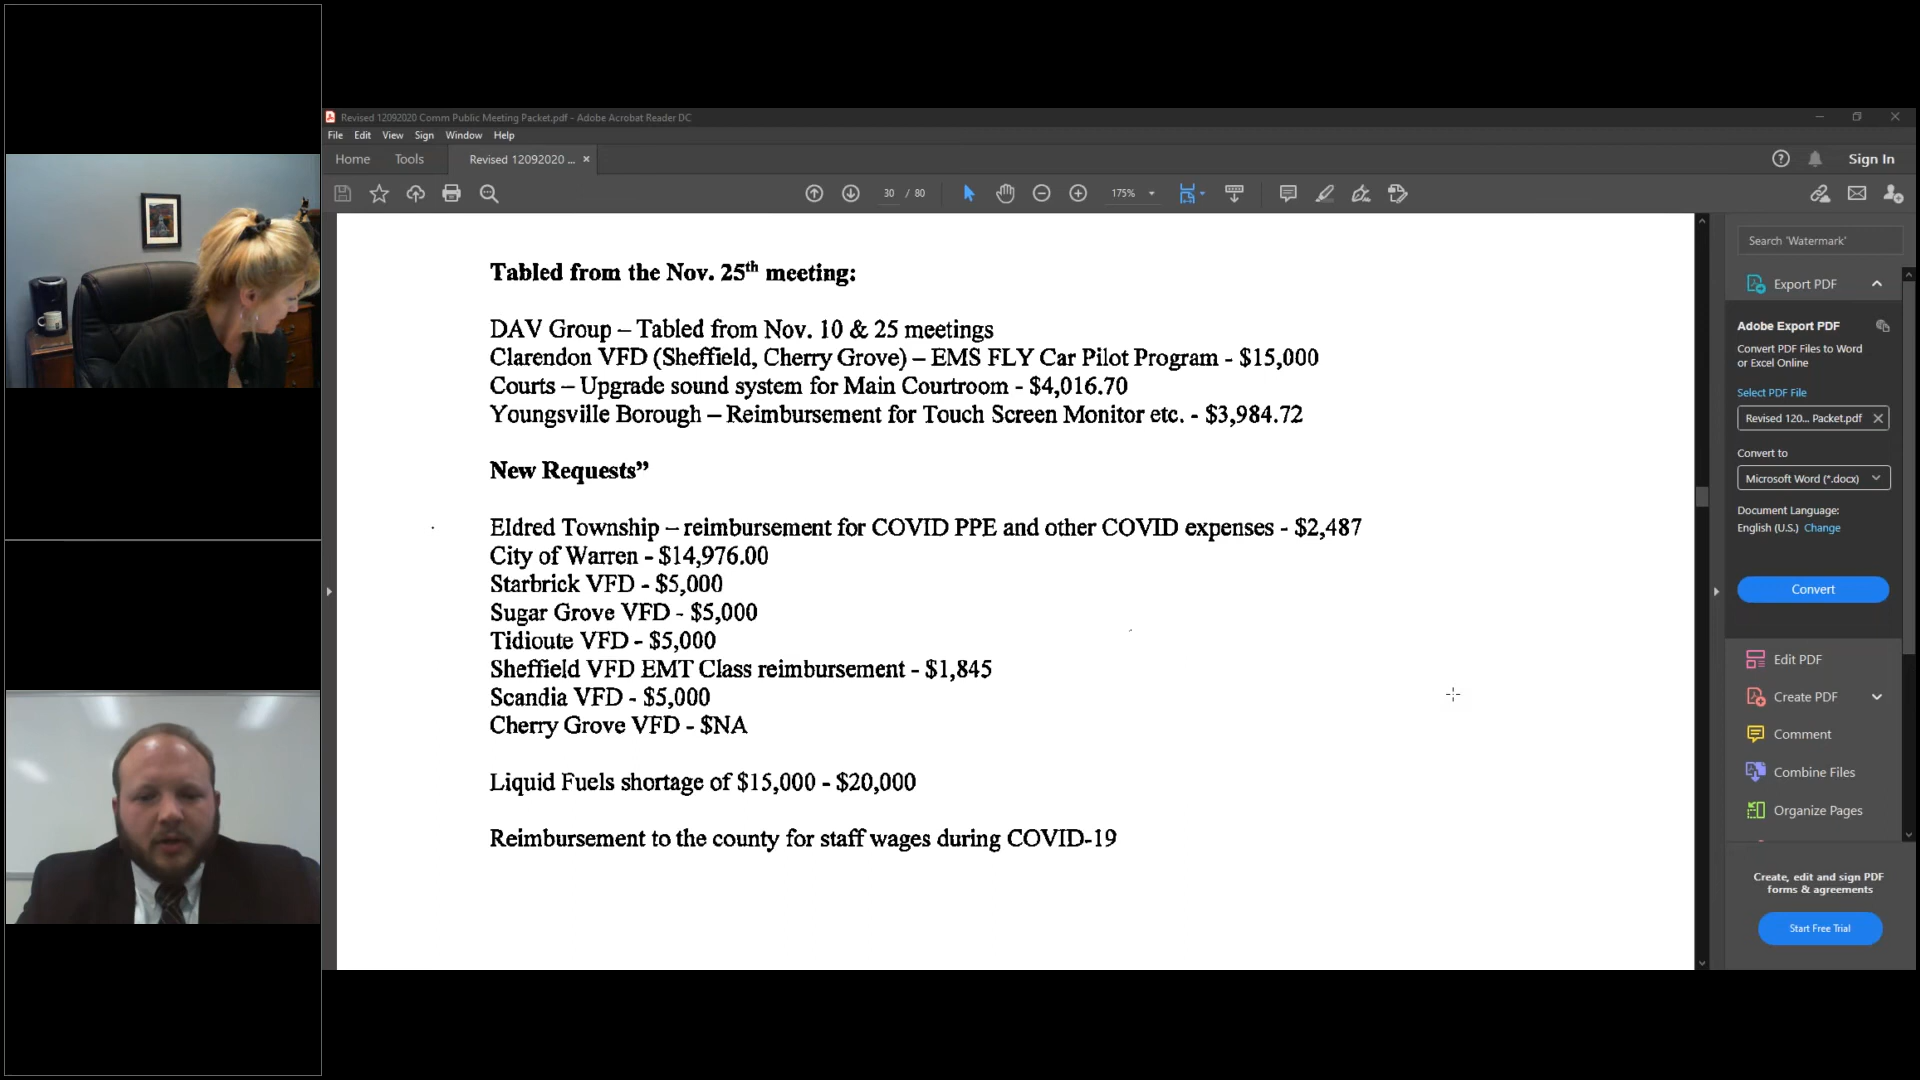 Revised 12092020 Comm Public Meeting Packet.pdf - Adobe Acrobat Reader DC
File Edit View Sign Window Help
Home Tools Revised 12092020 ... ×
Sign In
30 / 80
175%
Tabled from the Nov. 25th meeting:
DAV Group – Tabled from Nov. 10 & 25 meetings
Clarendon VFD (Sheffield, Cherry Grove) – EMS FLY Car Pilot Program - $15,000
Courts – Upgrade sound system for Main Courtroom - $4,016.70
Youngsville Borough – Reimbursement for Touch Screen Monitor etc. - $3,984.72
New Requests”
Eldred Township – reimbursement for COVID PPE and other COVID expenses - $2,487
City of Warren - $14,976.00
Starbrick VFD - $5,000
Sugar Grove VFD - $5,000
Tidioute VFD - $5,000
Sheffield VFD EMT Class reimbursement - $1,845
Scandia VFD - $5,000
Cherry Grove VFD - $NA
Liquid Fuels shortage of $15,000 - $20,000
Reimbursement to the county for staff wages during COVID-19
Search 'Watermark'
Export PDF
Adobe Export PDF
Convert PDF Files to Word
or Excel Online
Select PDF File
Revised 120... Packet.pdf
Convert to
Microsoft Word (*.docx)
Document Language:
English (U.S.) Change
Convert
Edit PDF
Create PDF
Comment
Combine Files
Organize Pages
Create, edit and sign PDF
forms & agreements
Start Free Trial